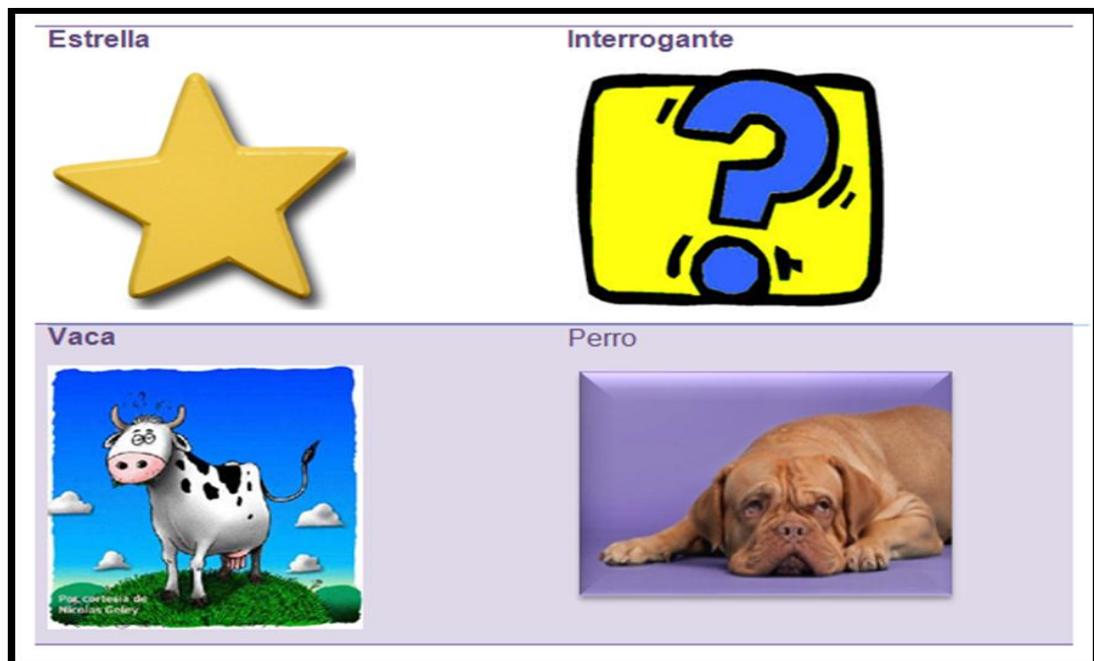 Estrella
Interrogante
?
Vaca
Perro
Por cortesía de
Nicolas Geley